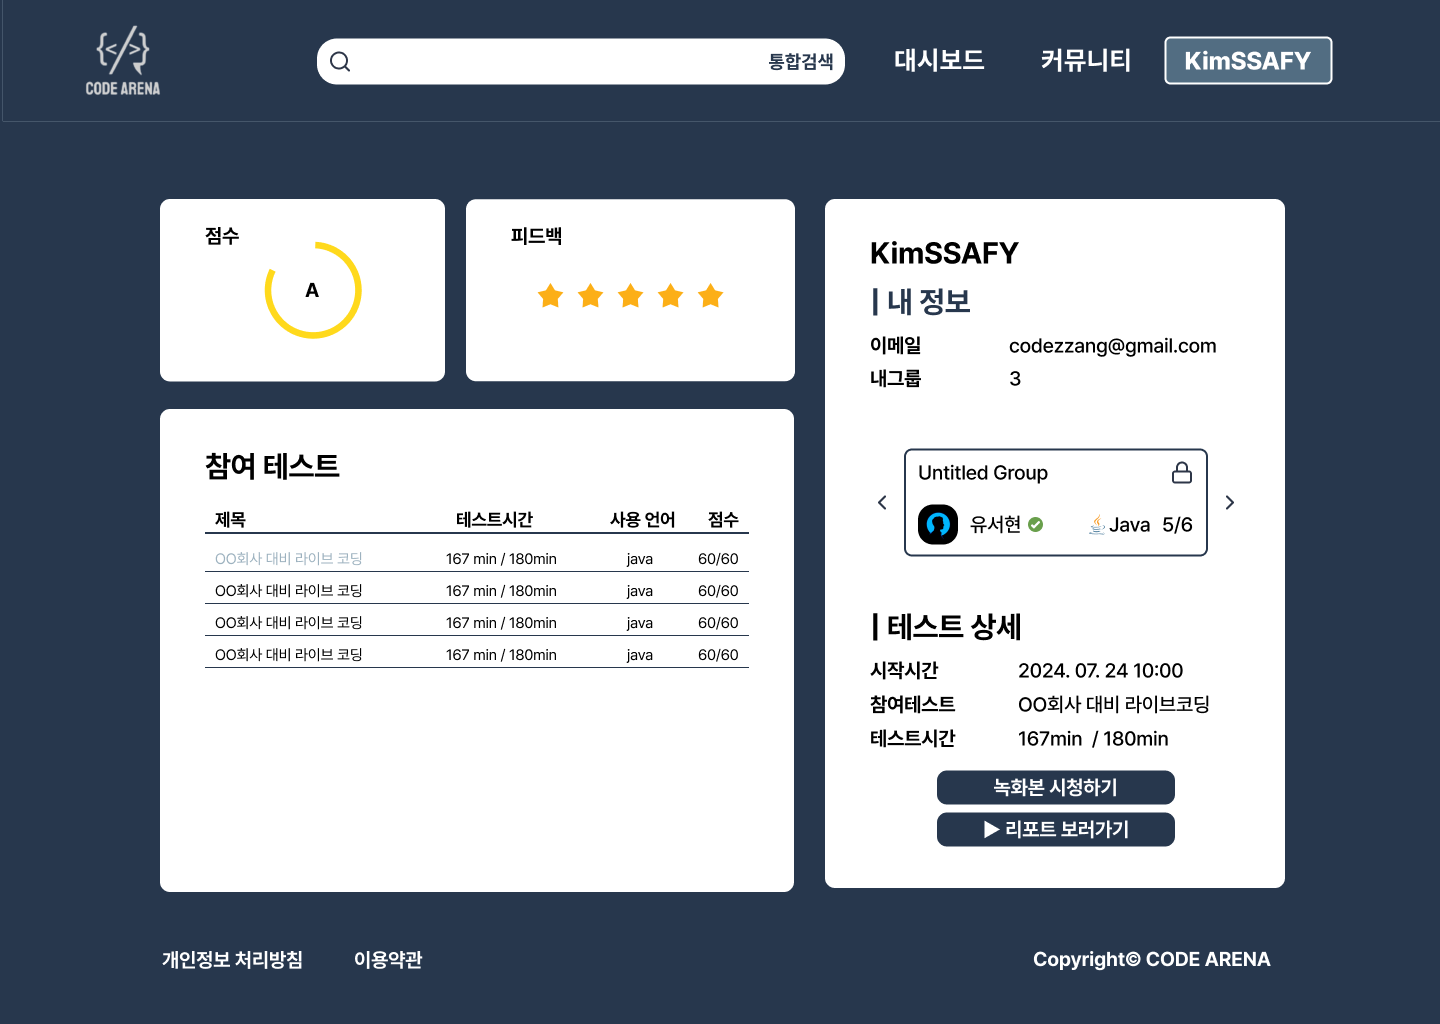 {</>}
CODE ARENA
통합검색
대시보드
커뮤니티
KimSSAFY
점수
A
피드백
참여 테스트
제목 테스트시간 사용 언어 점수
OO회사 대비 라이브 코딩 167 min / 180min java 60/60
OO회사 대비 라이브 코딩 167 min / 180min java 60/60
OO회사 대비 라이브 코딩 167 min / 180min java 60/60
OO회사 대비 라이브 코딩 167 min / 180min java 60/60
KimSSAFY
| 내 정보
이메일 codezzang@gmail.com
내그룹 3
Untitled Group
유서현 Java 5/6
| 테스트 상세
시작시간 2024. 07. 24 10:00
참여테스트 OO회사 대비 라이브코딩
테스트시간 167min / 180min
녹화본 시청하기
▶ 리포트 보러가기
개인정보 처리방침 이용약관
Copyright© CODE ARENA